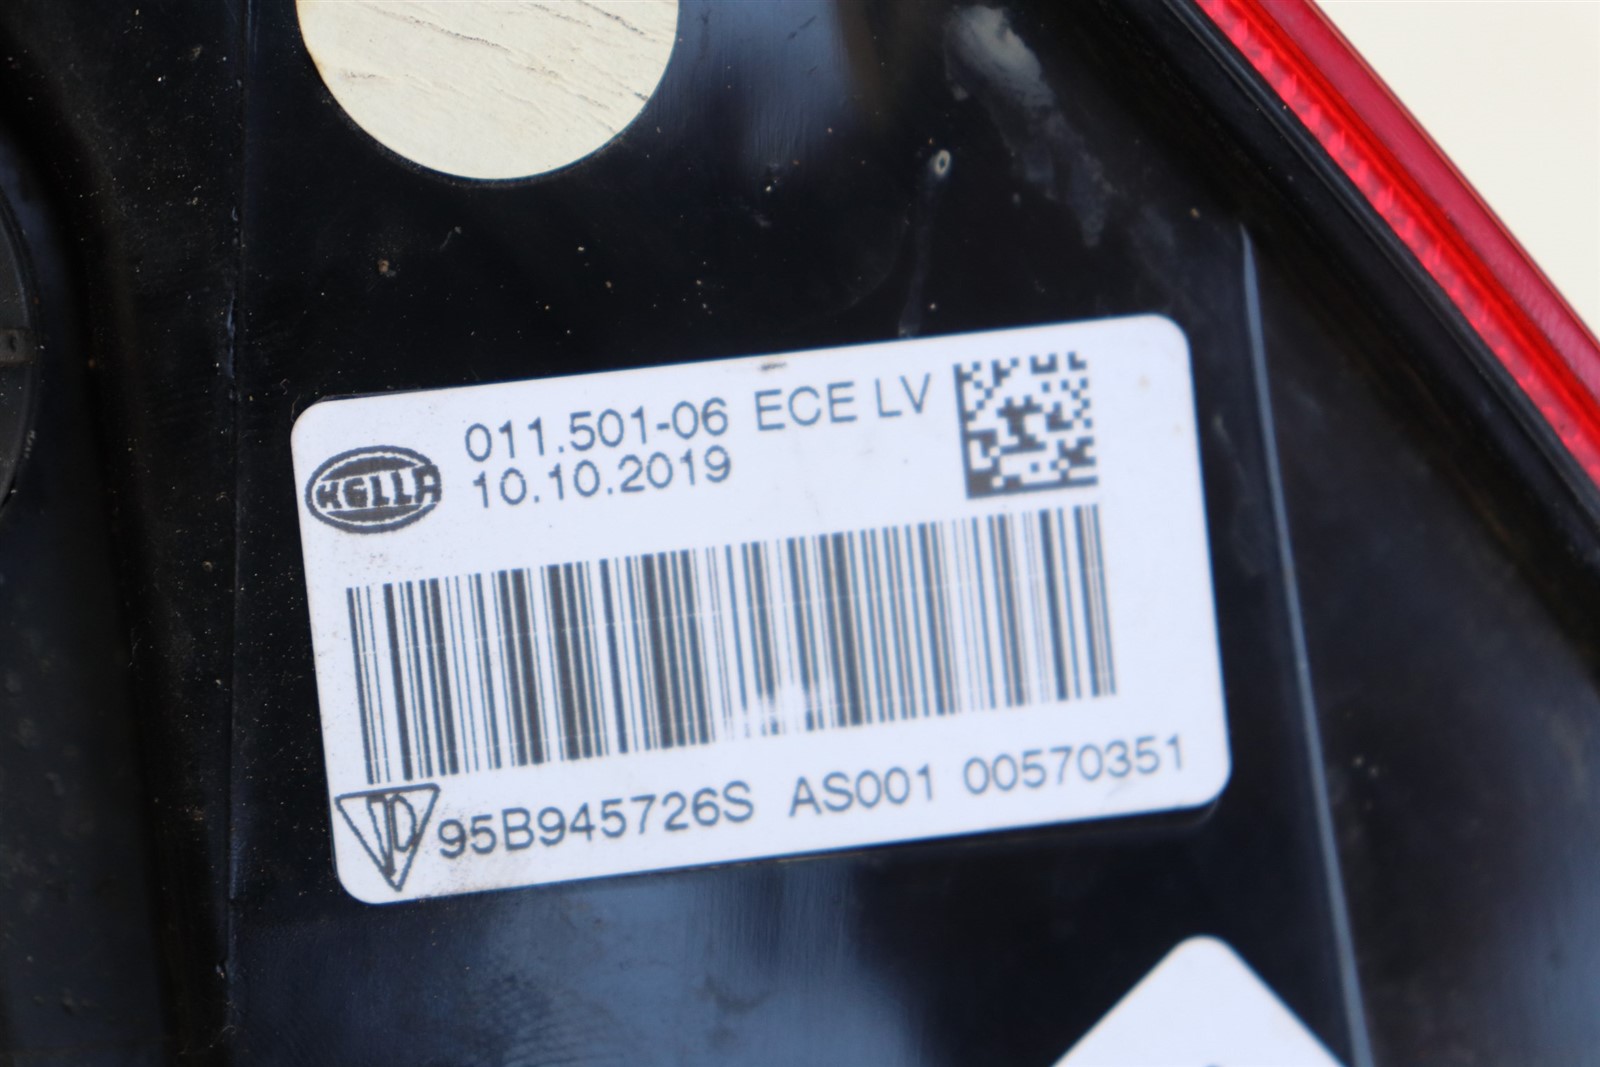 HELLA
011.501-06 ECE LV
10.10.2019
95B945726S AS001 00570351